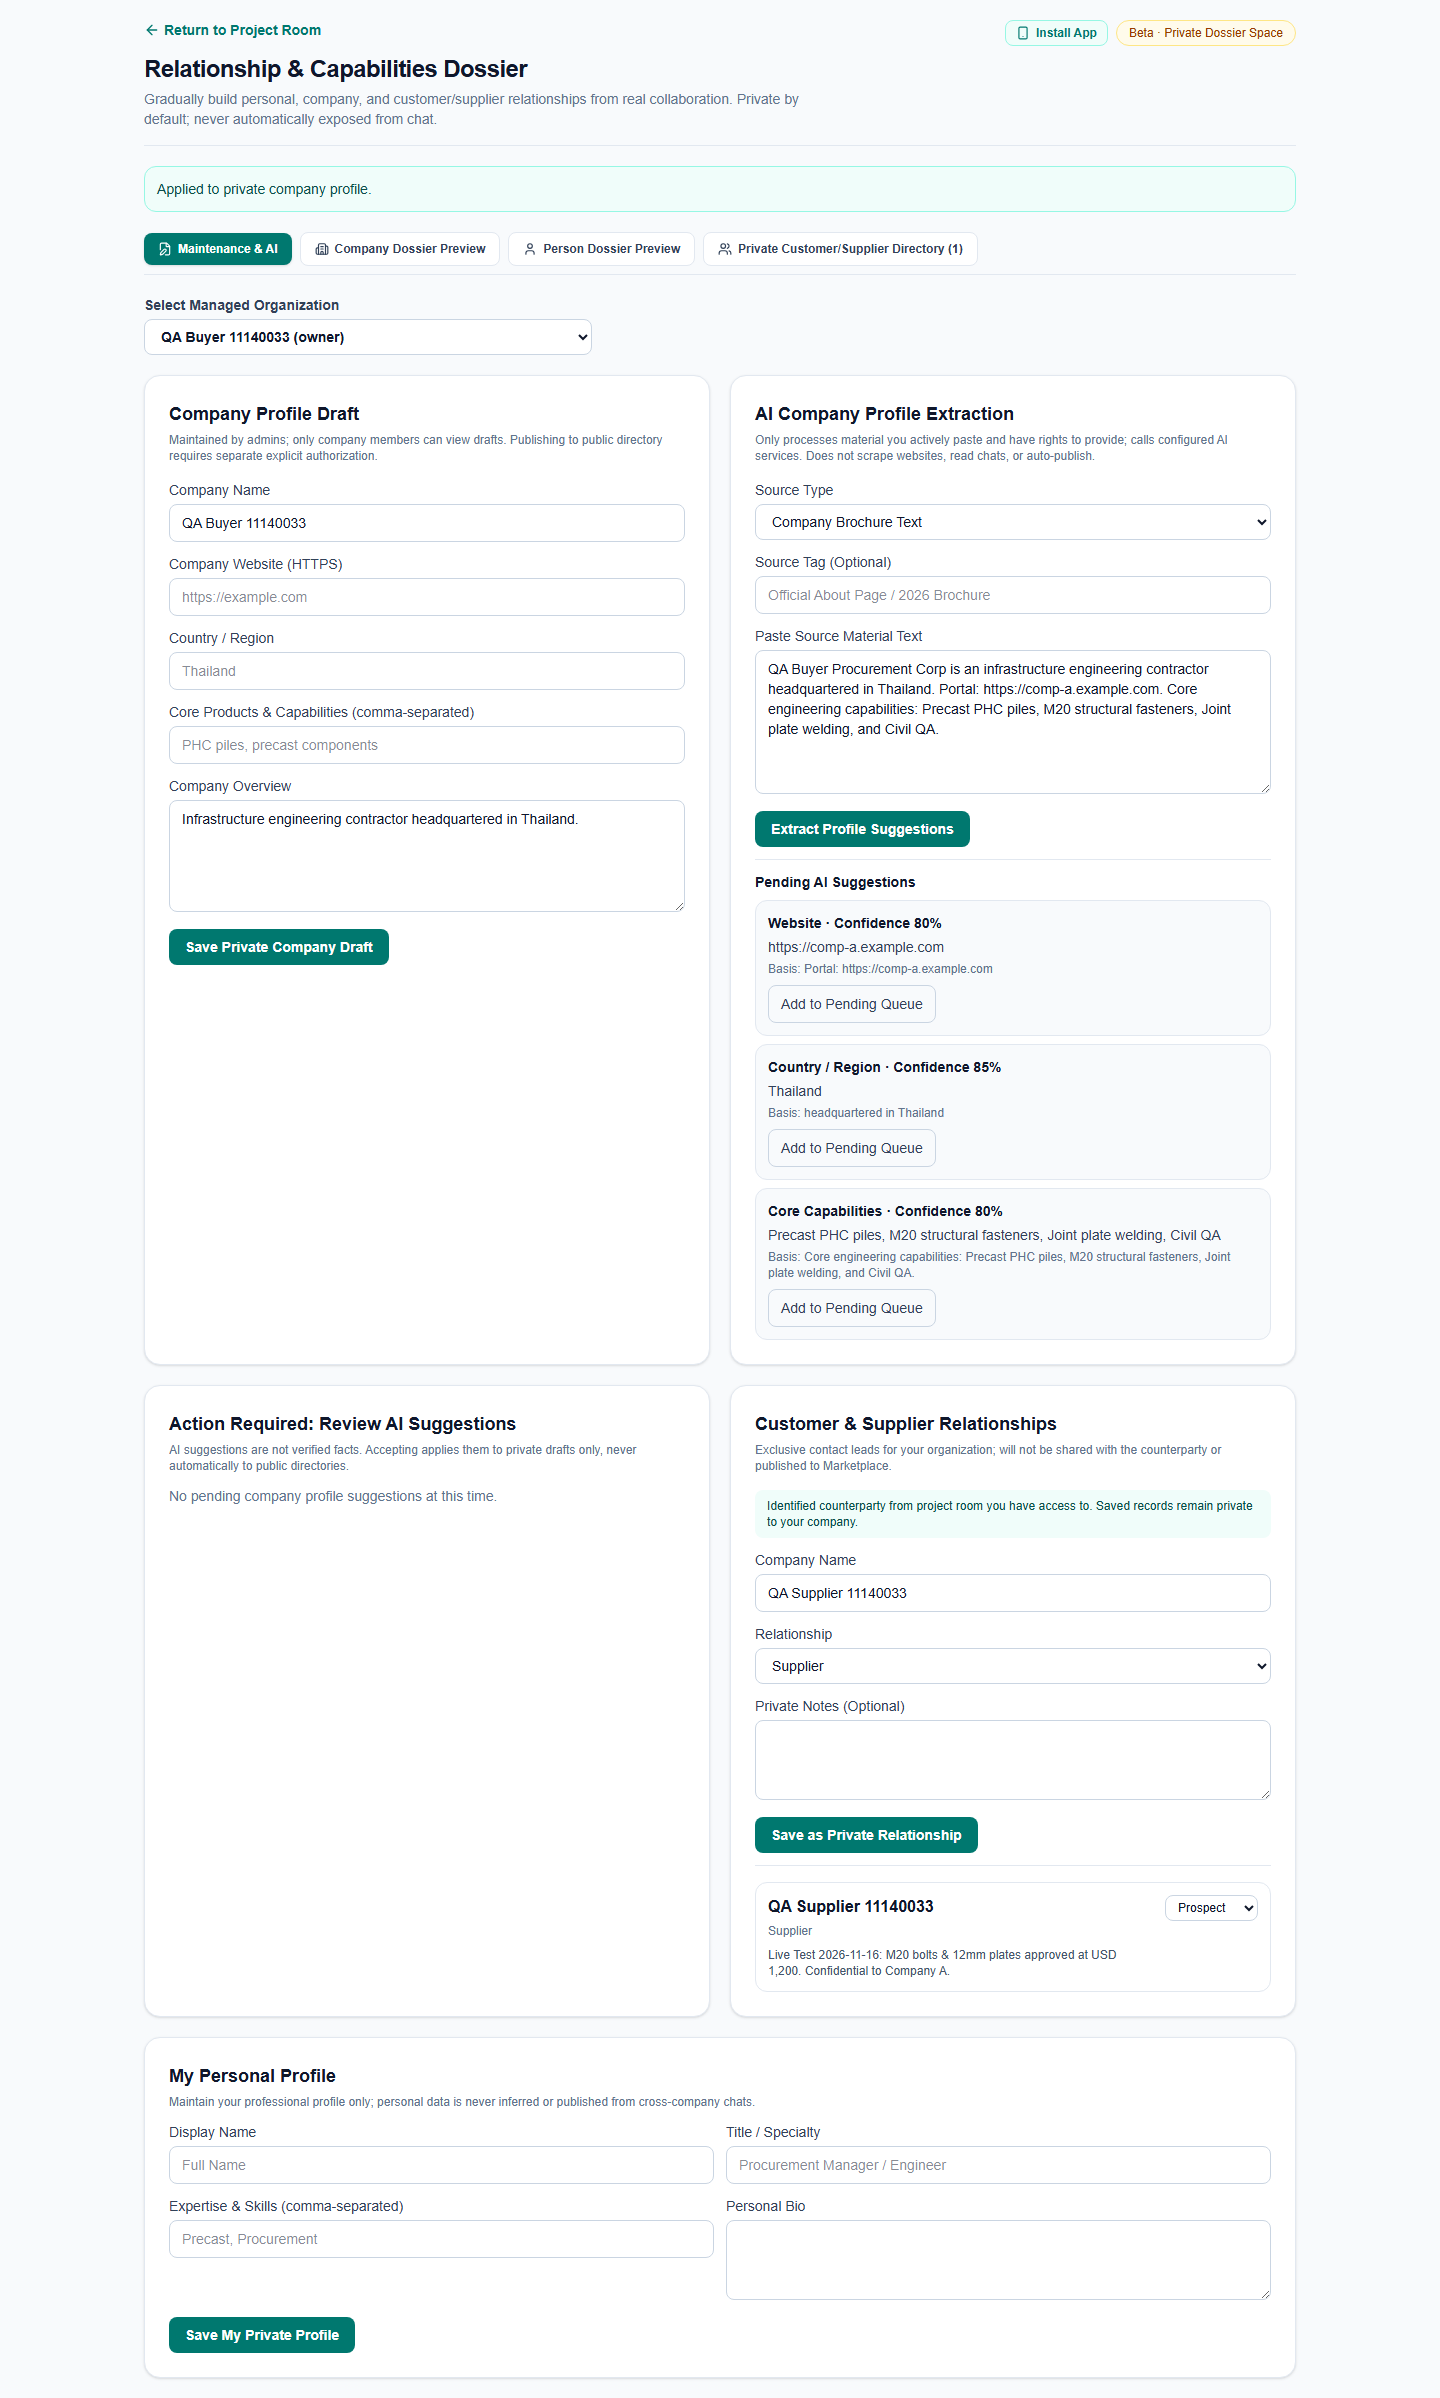 Return to Project Room
Install App
Beta · Private Dossier Space
Relationship & Capabilities Dossier
Gradually build personal, company, and customer/supplier relationships from real collaboration. Private by
default; never automatically exposed from chat.
Applied to private company profile.
Maintenance & AI
Company Dossier Preview
Person Dossier Preview
Private Customer/Supplier Directory (1)
Select Managed Organization
QA Buyer 11140033 (owner)
Company Profile Draft
Maintained by admins; only company members can view drafts. Publishing to public directory
requires separate explicit authorization.
Company Name
QA Buyer 11140033
Company Website (HTTPS)
https://example.com
Country / Region
Thailand
Core Products & Capabilities (comma-separated)
PHC piles, precast components
Company Overview
Infrastructure engineering contractor headquartered in Thailand.
Save Private Company Draft
AI Company Profile Extraction
Only processes material you actively paste and have rights to provide; calls configured AI
services. Does not scrape websites, read chats, or auto-publish.
Source Type
Company Brochure Text
Source Tag (Optional)
Official About Page / 2026 Brochure
Paste Source Material Text
QA Buyer Procurement Corp is an infrastructure engineering contractor
headquartered in Thailand. Portal: https://comp-a.example.com. Core
engineering capabilities: Precast PHC piles, M20 structural fasteners, Joint
plate welding, and Civil QA.
Extract Profile Suggestions
Pending AI Suggestions
Website · Confidence 80%
https://comp-a.example.com
Basis: Portal: https://comp-a.example.com
Add to Pending Queue
Country / Region · Confidence 85%
Thailand
Basis: headquartered in Thailand
Add to Pending Queue
Core Capabilities · Confidence 80%
Precast PHC piles, M20 structural fasteners, Joint plate welding, Civil QA
Basis: Core engineering capabilities: Precast PHC piles, M20 structural fasteners, Joint
plate welding, and Civil QA.
Add to Pending Queue
Action Required: Review AI Suggestions
AI suggestions are not verified facts. Accepting applies them to private drafts only, never
automatically to public directories.
No pending company profile suggestions at this time.
Customer & Supplier Relationships
Exclusive contact leads for your organization; will not be shared with the counterparty or
published to Marketplace.
Identified counterparty from project room you have access to. Saved records remain private
to your company.
Company Name
QA Supplier 11140033
Relationship
Supplier
Private Notes (Optional)
Save as Private Relationship
QA Supplier 11140033
Prospect
Supplier
Live Test 2026-11-16: M20 bolts & 12mm plates approved at USD
1,200. Confidential to Company A.
My Personal Profile
Maintain your professional profile only; personal data is never inferred or published from cross-company chats.
Display Name
Full Name
Title / Specialty
Procurement Manager / Engineer
Expertise & Skills (comma-separated)
Precast, Procurement
Personal Bio
Save My Private Profile